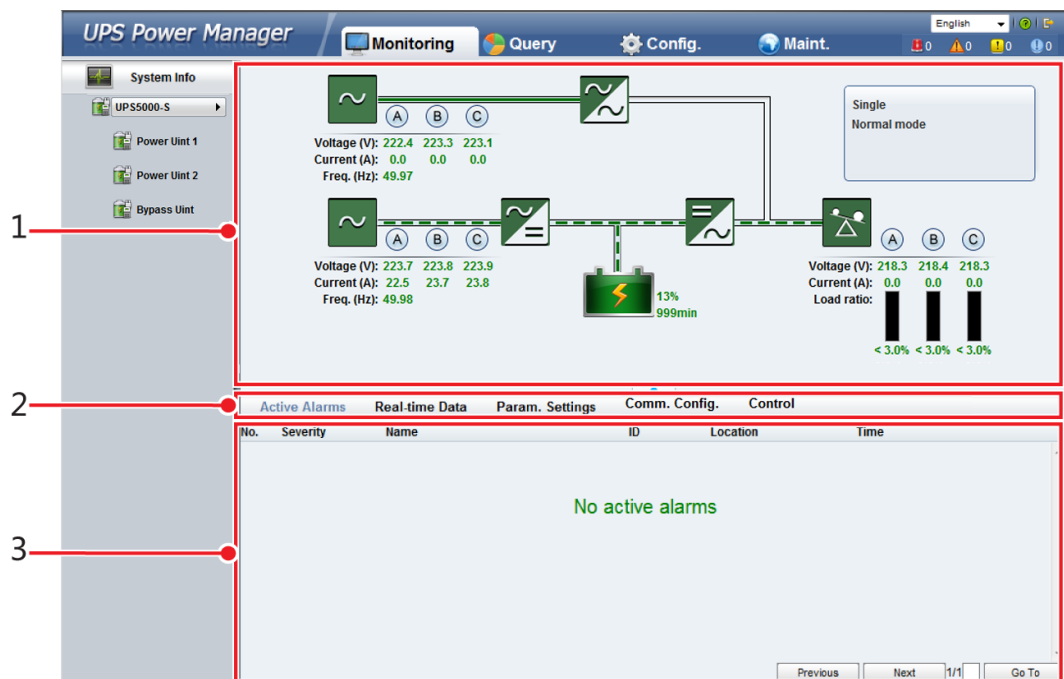 UPS Power Manager
Monitoring
Query
Config.
Maint.
English
?
0 0 0 0
System Info
UPS5000-S
Power Uint 1
Power Uint 2
Bypass Uint
1
A B C
Voltage (V): 222.4 223.3 223.1
Current (A): 0.0 0.0 0.0
Freq. (Hz): 49.97
Single
Normal mode
A B C
Voltage (V): 223.7 223.8 223.9
Current (A): 22.5 23.7 23.8
Freq. (Hz): 49.98
13%
999min
A B C
Voltage (V): 218.3 218.4 218.3
Current (A): 0.0 0.0 0.0
Load ratio:
< 3.0% < 3.0% < 3.0%
2
Active Alarms Real-time Data Param. Settings Comm. Config. Control
3
No. Severity Name ID Location Time
No active alarms
Previous Next 1/1 Go To